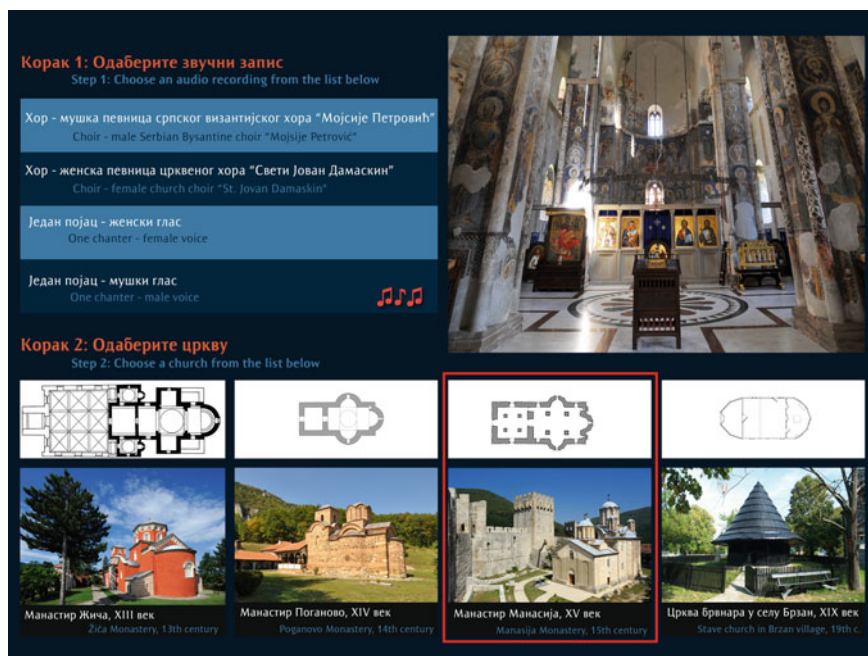 Корак 1: Одаберите звучни запис
Step 1: Choose an audio recording from the list below
Хор - мушка певница српског византијског хора "Мојсије Петровић"
Choir - male Serbian Bysantine choir "Mojsije Petrović"
Хор - женска певница црквеног хора "Свети Јован Дамаскин"
Choir - female church choir "St. Jovan Damaskin"
Један појац - женски глас
One chanter - female voice
Један појац - мушки глас
One chanter - male voice
Корак 2: Одаберите цркву
Step 2: Choose a church from the list below
Манастир Жича, XIII век
Žiča Monastery, 13th century
Манастир Поганово, XIV век
Poganovo Monastery, 14th century
Манастир Манасија, XV век
Manasija Monastery, 15th century
Црква брвнара у селу Брзан, XIX век
Stave church in Brzan village, 19th c.